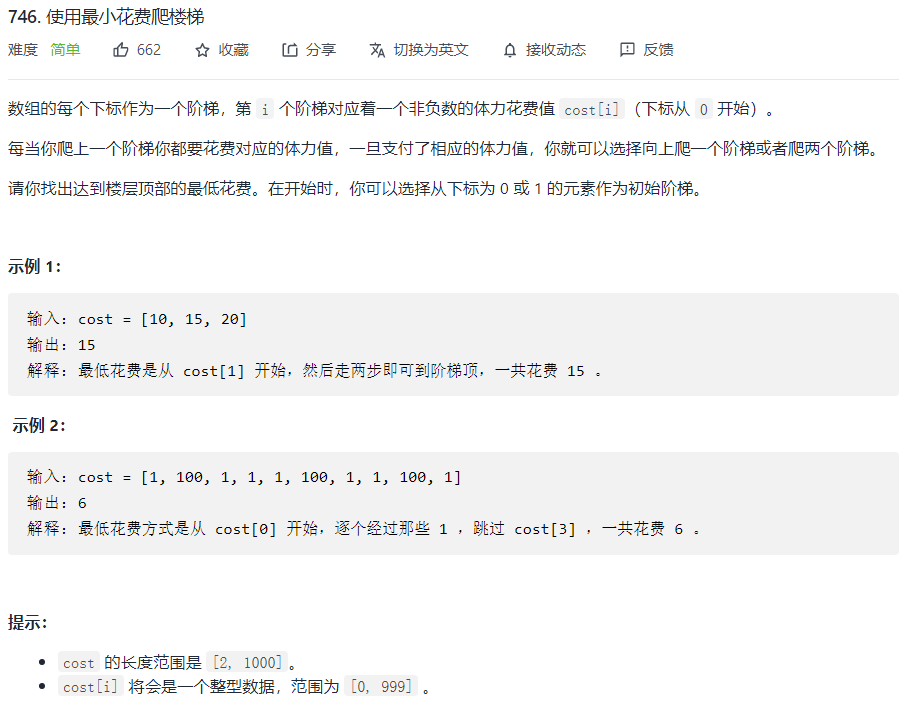 746. 使用最小花费爬楼梯
难度 简单 662 收藏 分享 切换为英文 接收动态 反馈
数组的每个下标作为一个阶梯，第 i 个阶梯对应着一个非负数的体力花费值 cost[i]（下标从 0 开始）。
每当你爬上一个阶梯你都要花费对应的体力值，一旦支付了相应的体力值，你就可以选择向上爬一个阶梯或者爬两个阶梯。
请你找出达到楼层顶部的最低花费。在开始时，你可以选择从下标为 0 或 1 的元素作为初始阶梯。
示例 1：
输入：cost = [10, 15, 20]
输出：15
解释：最低花费是从 cost[1] 开始，然后走两步即可到阶梯顶，一共花费 15 。
示例 2：
输入：cost = [1, 100, 1, 1, 1, 100, 1, 1, 100, 1]
输出：6
解释：最低花费方式是从 cost[0] 开始，逐个经过那些 1 ，跳过 cost[3] ，一共花费 6 。
提示：
• cost 的长度范围是 [2, 1000]。
• cost[i] 将会是一个整型数据，范围为 [0, 999] 。